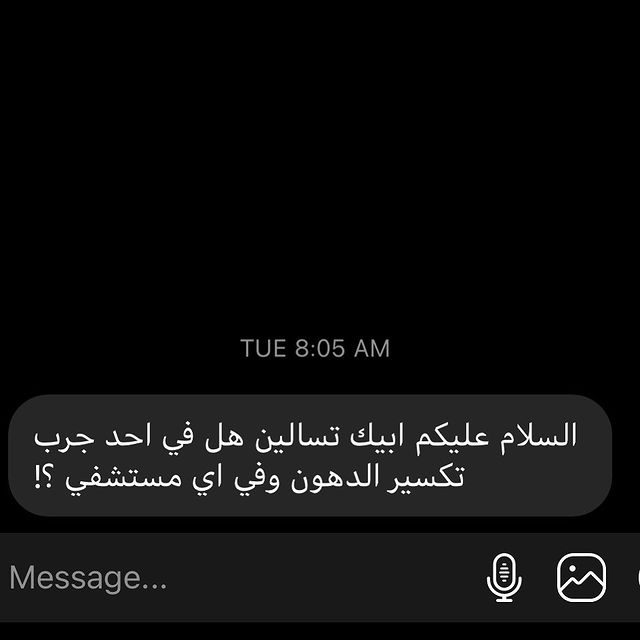 TUE 8:05 AM
السلام عليكم ابيك تسالين هل في احد جرب
تكسير الدهون وفي اي مستشفي ؟!
Message...